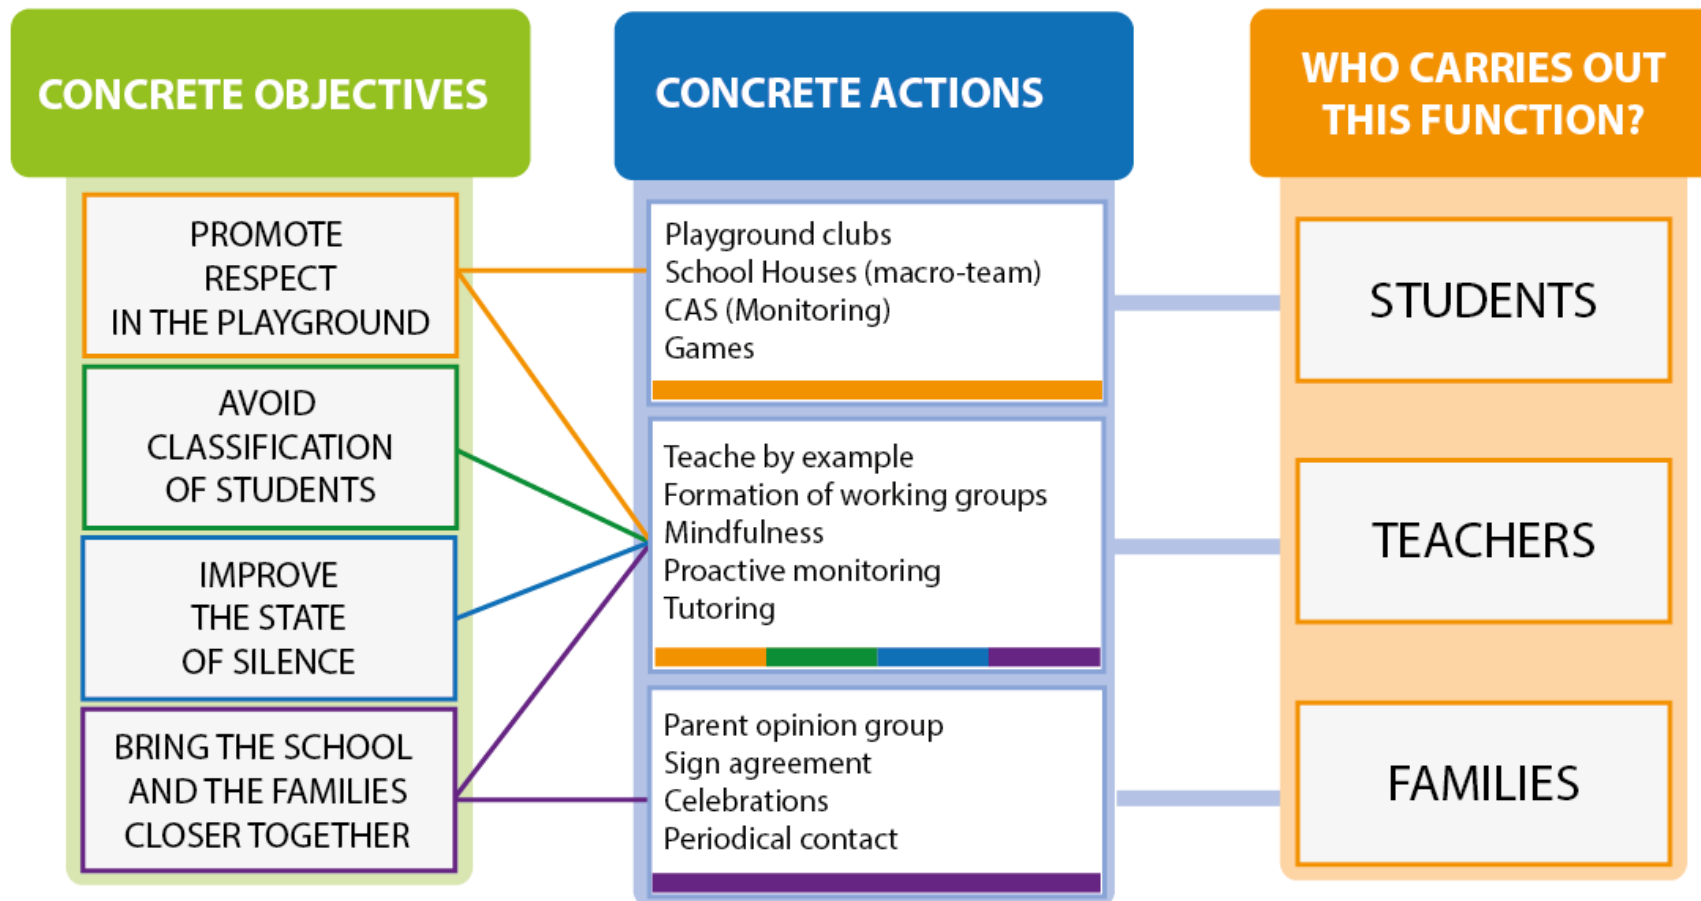 CONCRETE OBJECTIVES
PROMOTE
RESPECT
IN THE PLAYGROUND
AVOID
CLASSIFICATION
OF STUDENTS
IMPROVE
THE STATE
OF SILENCE
BRING THE SCHOOL
AND THE FAMILIES
CLOSER TOGETHER
CONCRETE ACTIONS
Playground clubs
School Houses (macro-team)
CAS (Monitoring)
Games
Teache by example
Formation of working groups
Mindfulness
Proactive monitoring
Tutoring
Parent opinion group
Sign agreement
Celebrations
Periodical contact
WHO CARRIES OUT
THIS FUNCTION?
STUDENTS
TEACHERS
FAMILIES